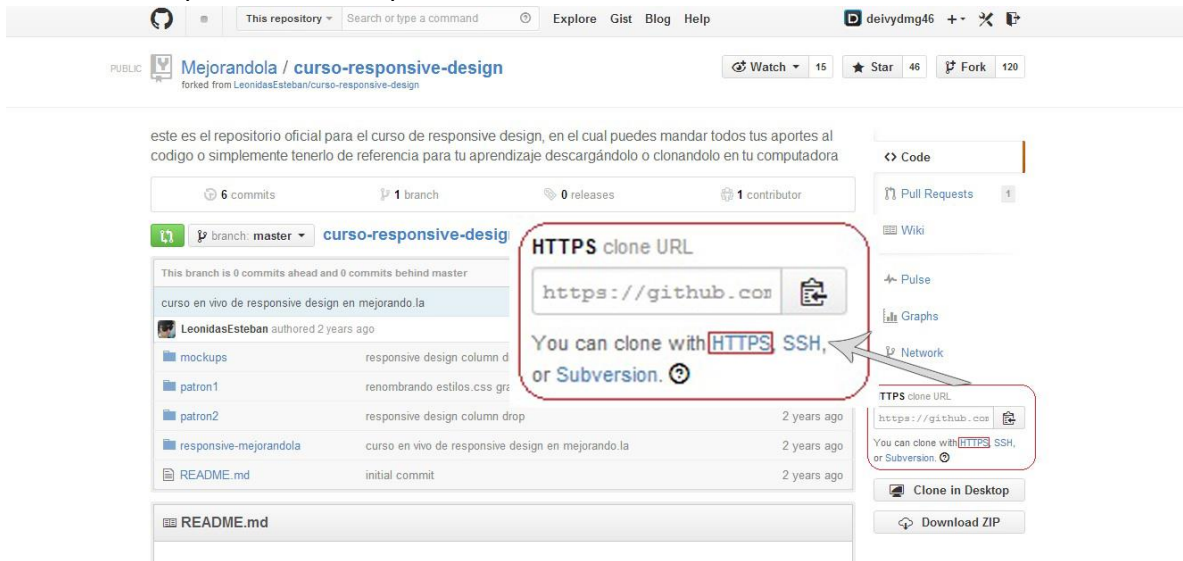 This repository
Search or type a command
Explore Gist Blog Help
deivydmg46
PUBLIC
Mejorandola / curso-responsive-design
forked from LeonidasEsteban/curso-responsive-design
Watch 15
Star 46
Fork 120
este es el repositorio oficial para el curso de responsive design, en el cual puedes mandar todos tus aportes al
codigo o simplemente tenerlo de referencia para tu aprendizaje descargándolo o clonandolo en tu computadora
6 commits
1 branch
0 releases
1 contributor
branch: master
curso-responsive-desig
This branch is 0 commits ahead and 0 commits behind master
curso en vivo de responsive design en mejorando.la
LeonidasEsteban authored 2 years ago
mockups
responsive design column d
patron1
renombrando estilos.css gra
patron2
responsive design column drop
2 years ago
responsive-mejorandola
curso en vivo de responsive design en mejorando.la
2 years ago
README.md
initial commit
2 years ago
README.md
HTTPS clone URL
https://github.com
You can clone with HTTPS, SSH,
or Subversion.
Code
Pull Requests 1
Wiki
Pulse
Graphs
Network
TTPS clone URL
https://github.com
You can clone with HTTPS, SSH,
or Subversion.
Clone in Desktop
Download ZIP